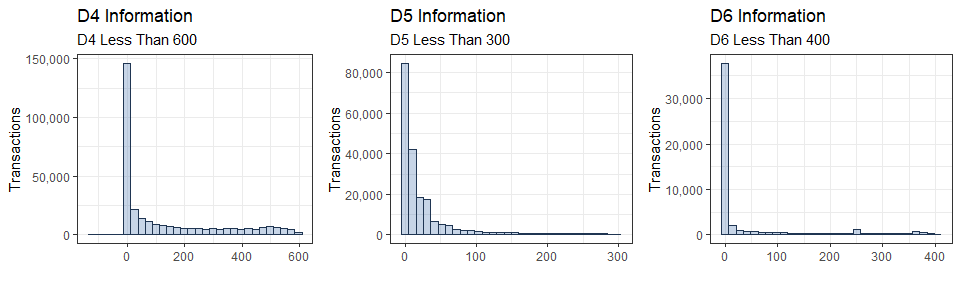 D4 Information
D4 Less Than 600
Transactions
150,000
100,000
50,000
0
0
200
400
600
D5 Information
D5 Less Than 300
Transactions
80,000
60,000
40,000
20,000
0
0
100
200
300
D6 Information
D6 Less Than 400
Transactions
30,000
20,000
10,000
0
0
100
200
300
400